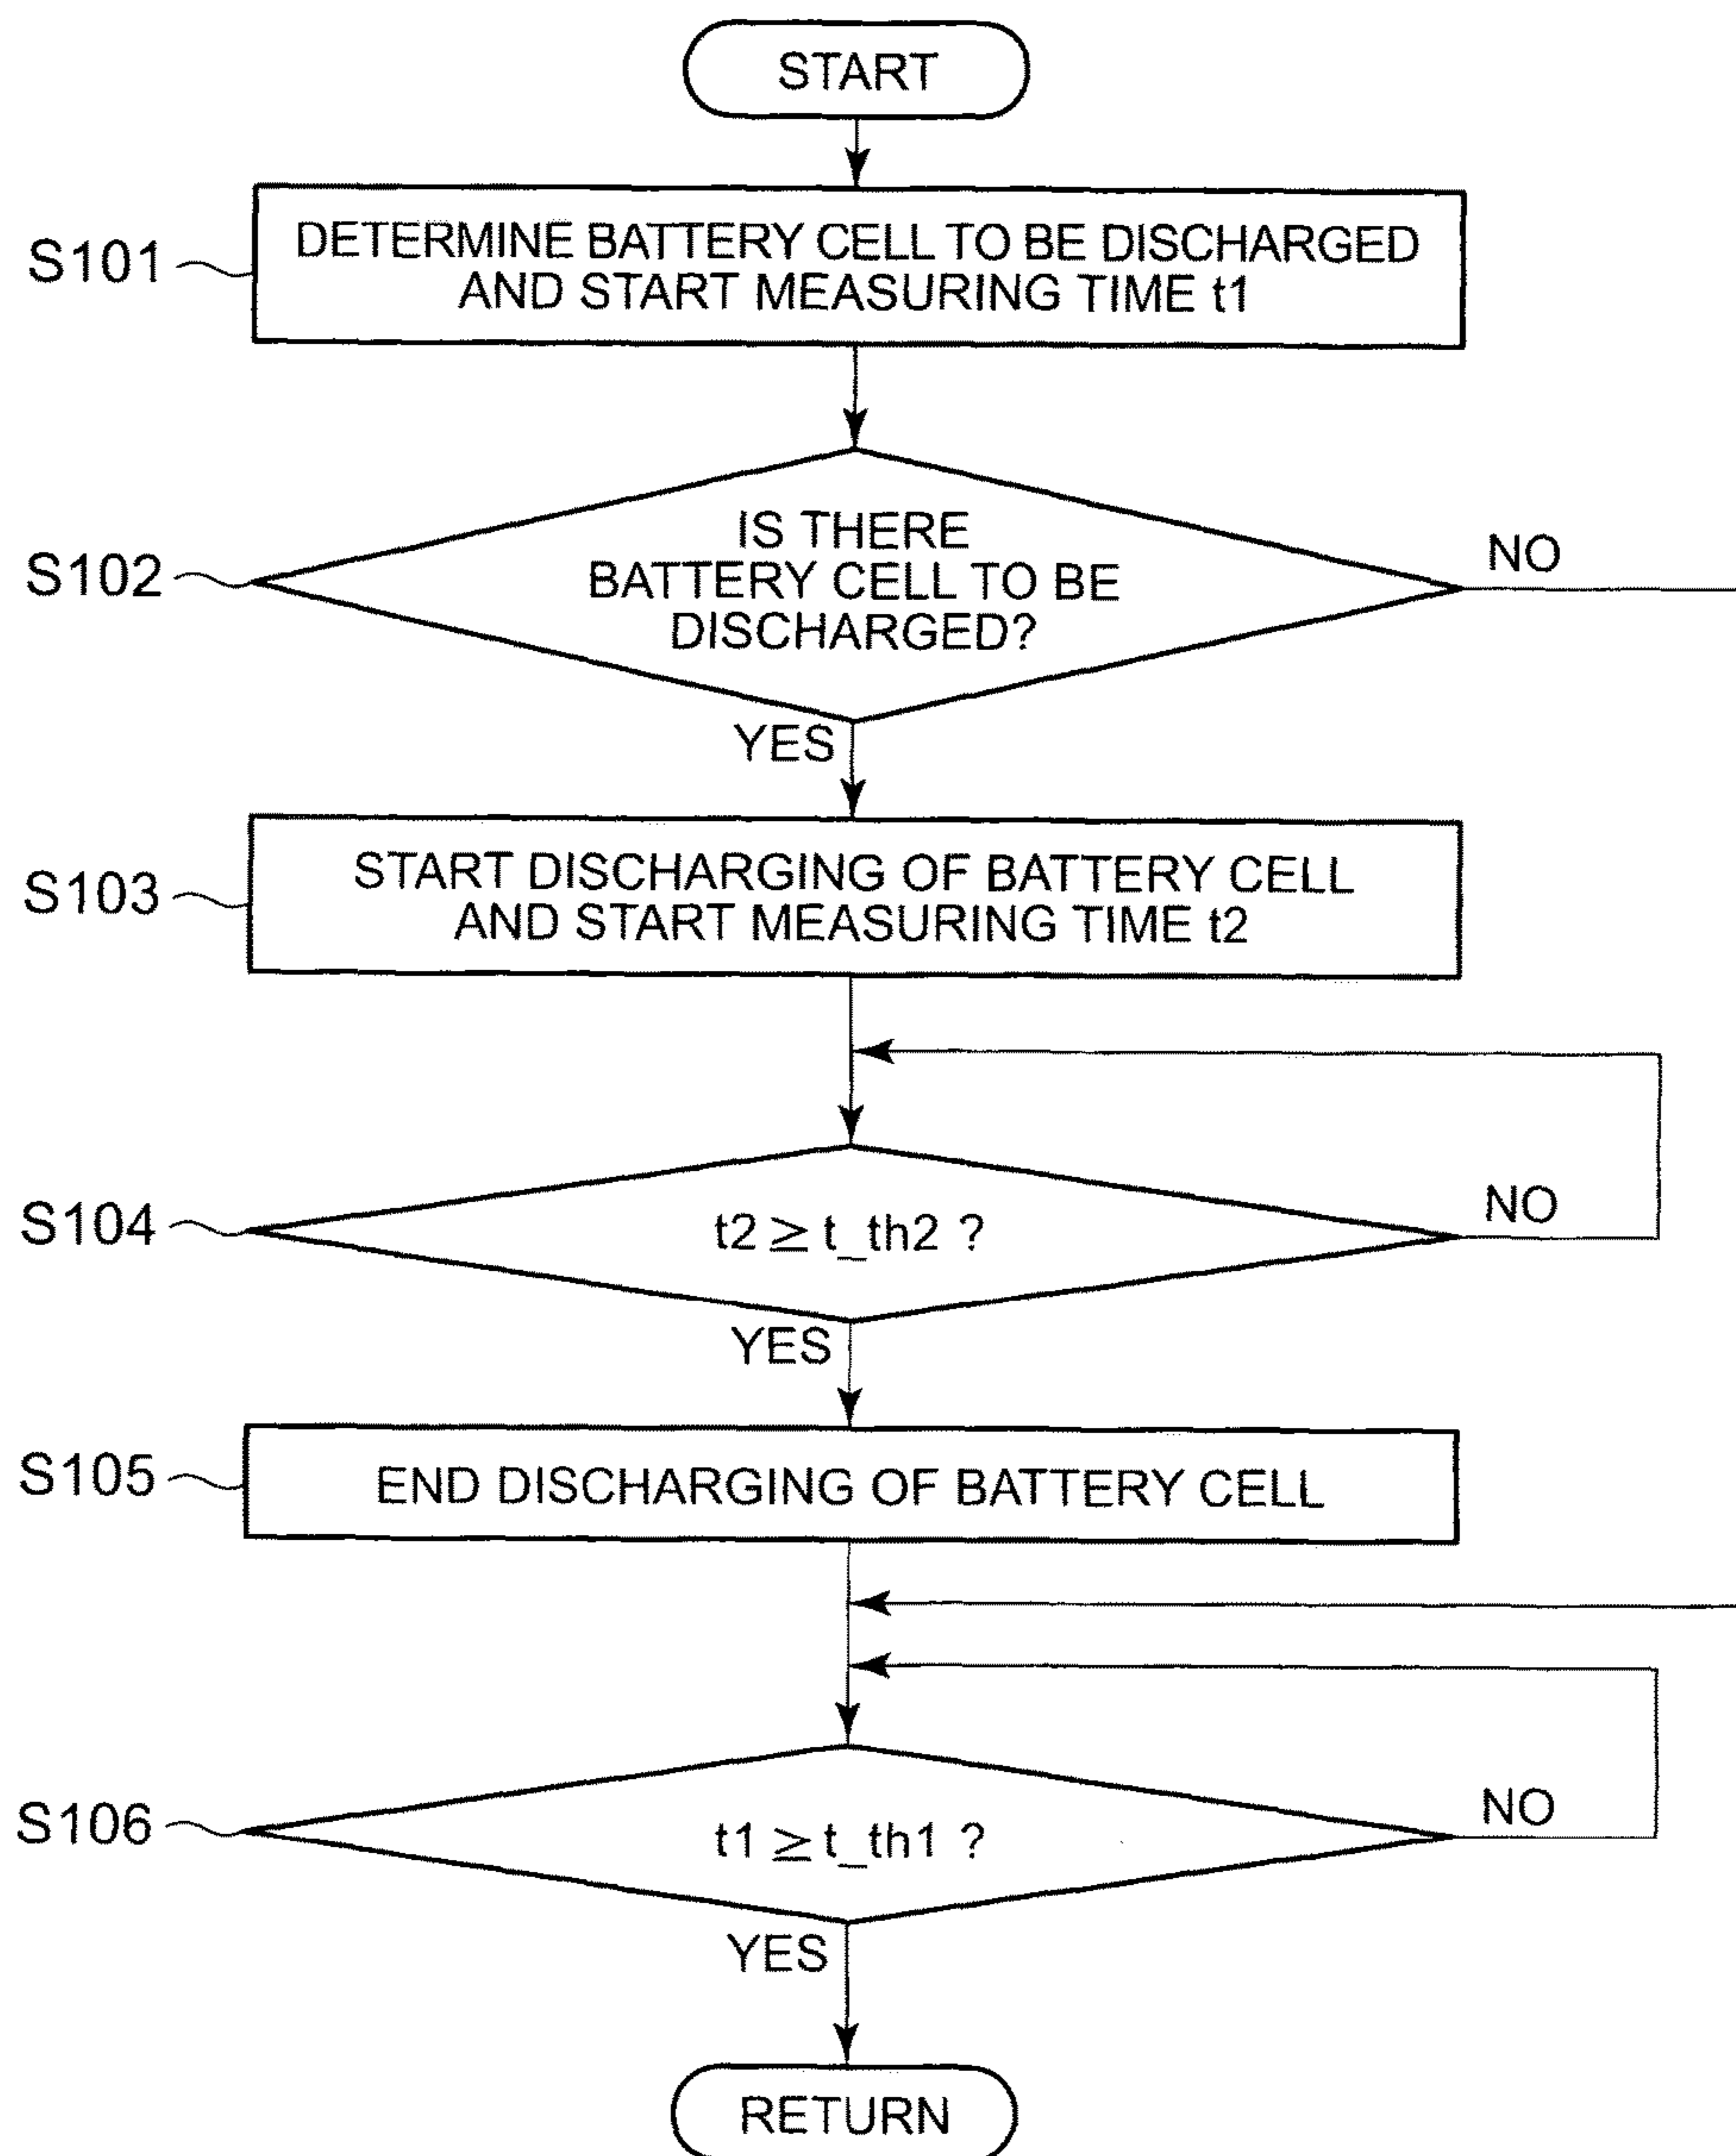 START
S101
DETERMINE BATTERY CELL TO BE DISCHARGED
AND START MEASURING TIME t1
S102
IS THERE
BATTERY CELL TO BE
DISCHARGED?
NO
YES
S103
START DISCHARGING OF BATTERY CELL
AND START MEASURING TIME t2
S104
t2 ≥ t_th2 ?
NO
YES
S105
END DISCHARGING OF BATTERY CELL
S106
t1 ≥ t_th1 ?
NO
YES
RETURN